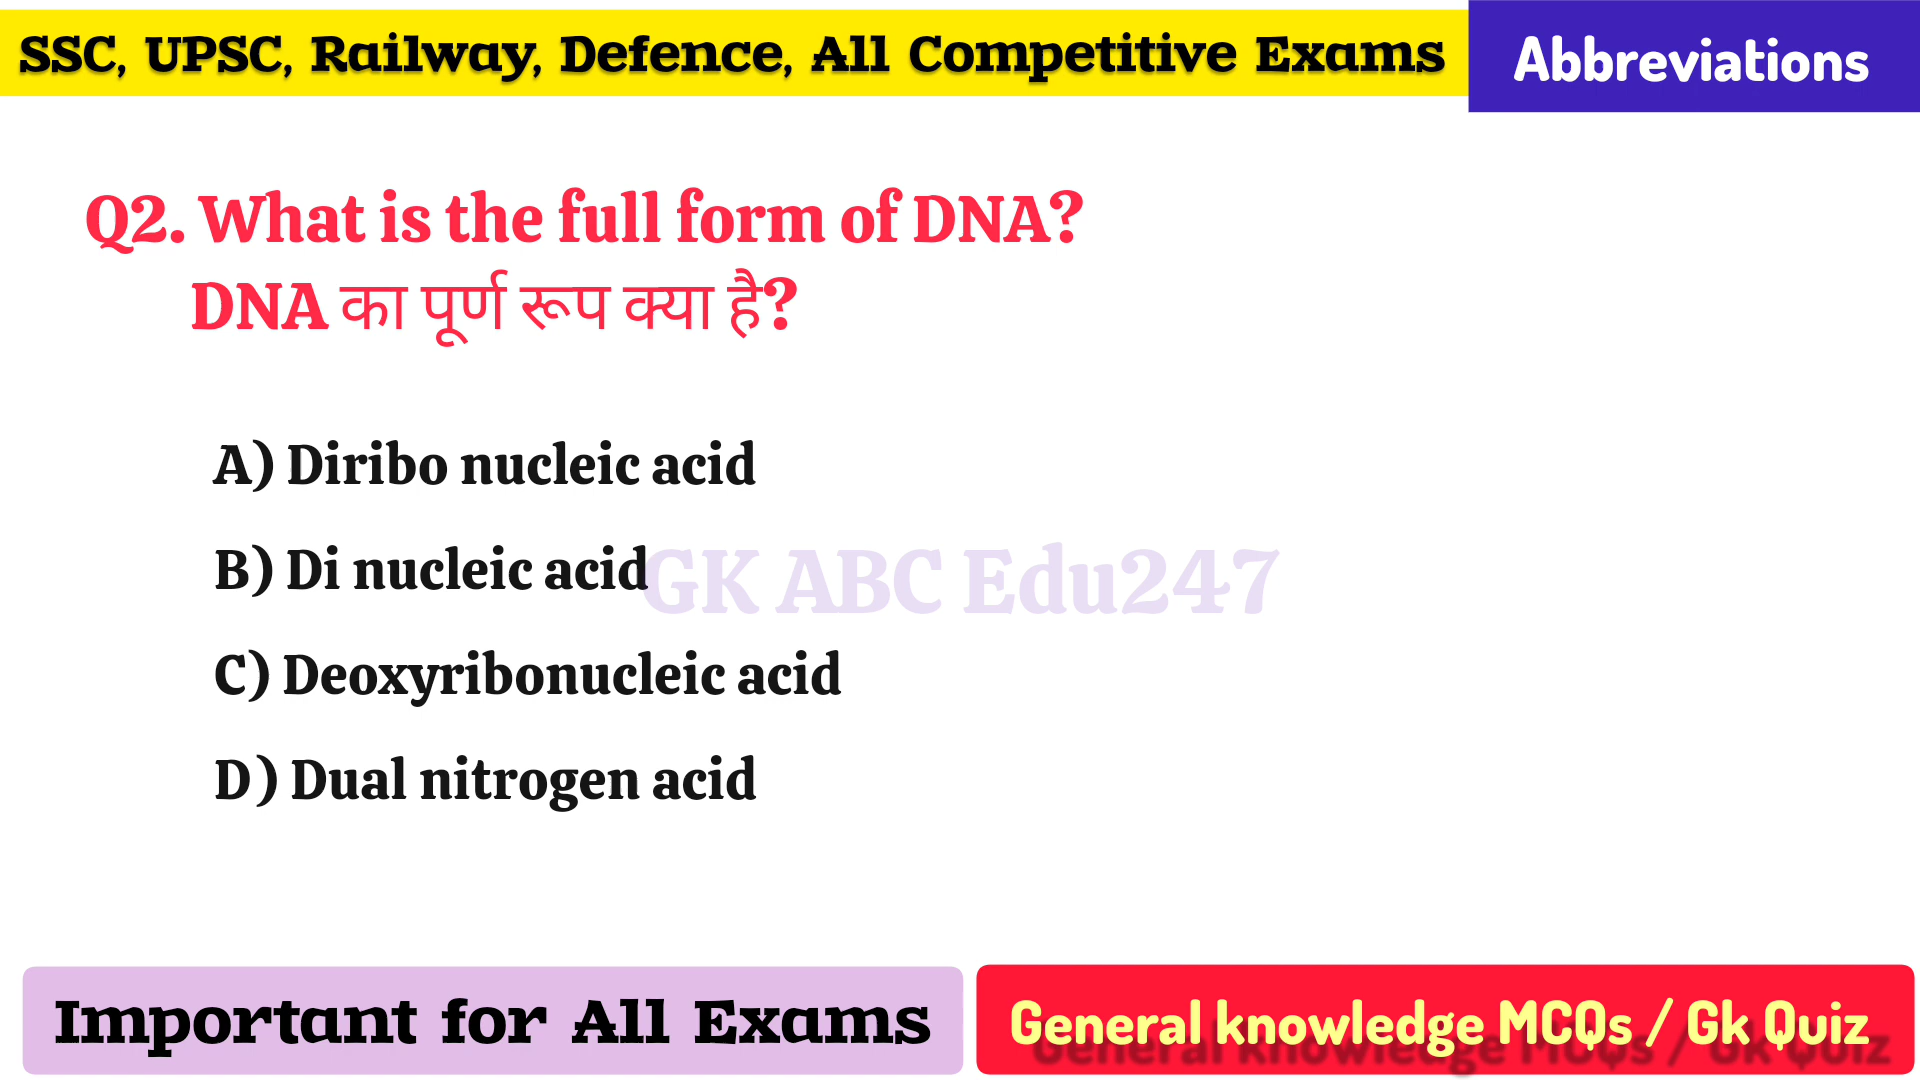 SSC, UPSC, Railway, Defence, All Competitive Exams
Abbreviations
Q2. What is the full form of DNA?
DNA का पूर्ण रूप क्या है?
A) Diribo nucleic acid
B) Di nucleic acid
GK ABC Edu247
C) Deoxyribonucleic acid
D) Dual nitrogen acid
Important for All Exams
General knowledge MCQs / Gk Quiz